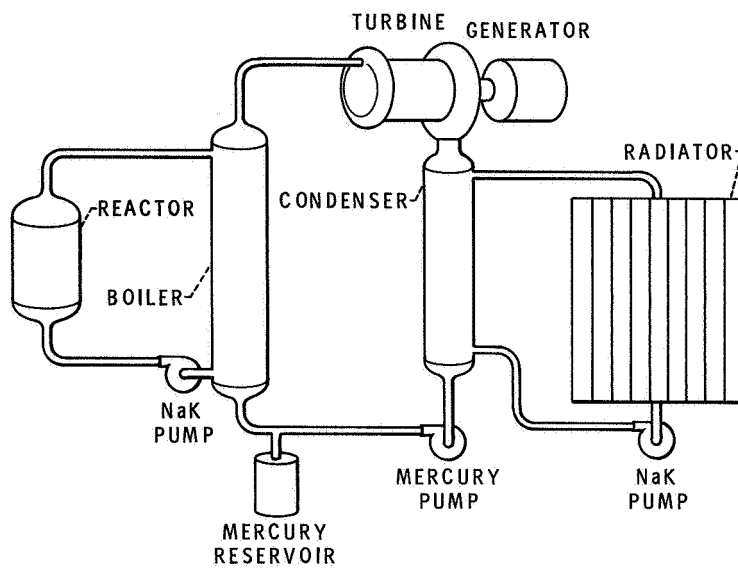 TURBINE
GENERATOR
RADIATOR
REACTOR
CONDENSER
BOILER
NaK
PUMP
MERCURY
PUMP
NaK
PUMP
MERCURY
RESERVOIR